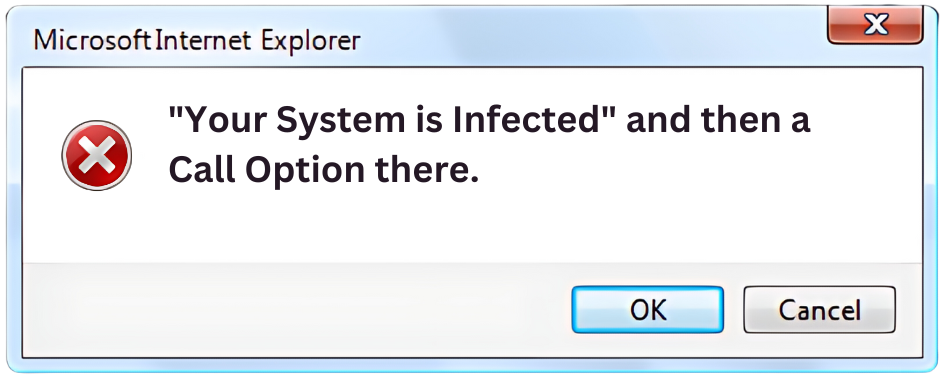 Microsoft Internet Explorer
"Your System is Infected" and then a
Call Option there.
OK
Cancel